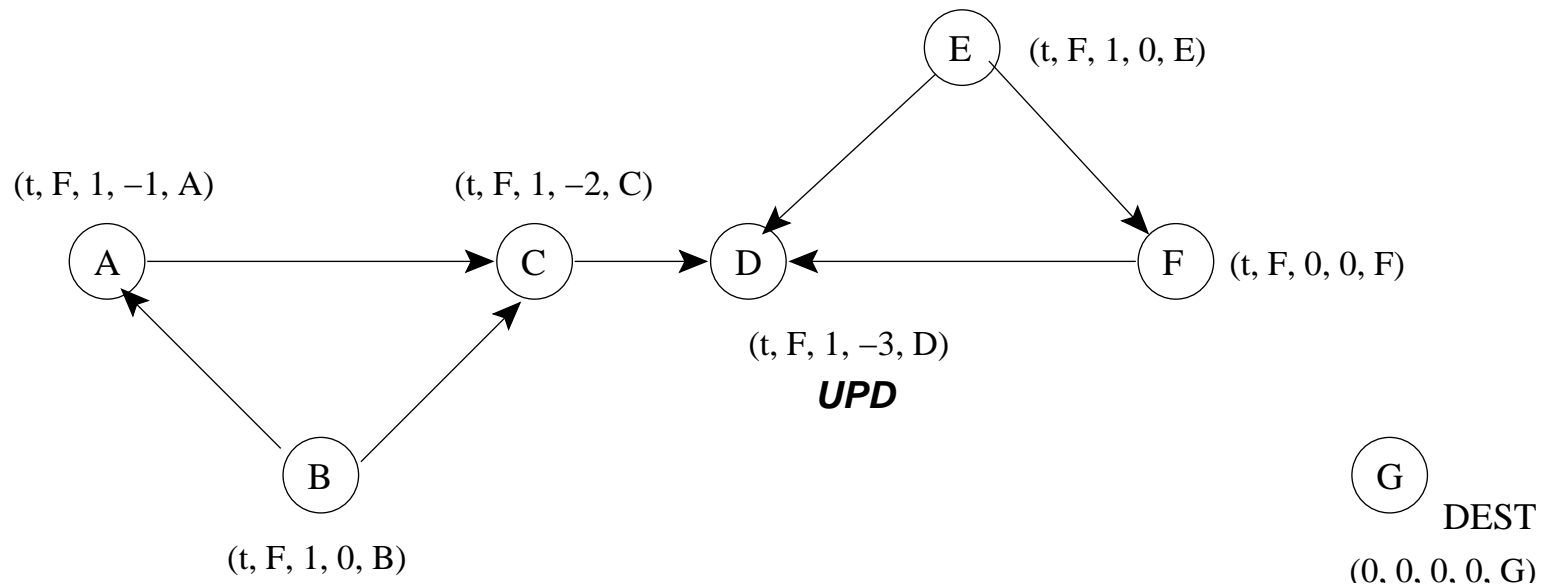 E
(t, F, 1, 0, E)
(t, F, 1, –1, A)
(t, F, 1, –2, C)
A
C
D
F
(t, F, 0, 0, F)
(t, F, 1, –3, D)
UPD
B
G
DEST
(t, F, 1, 0, B)
(0, 0, 0, 0, G)